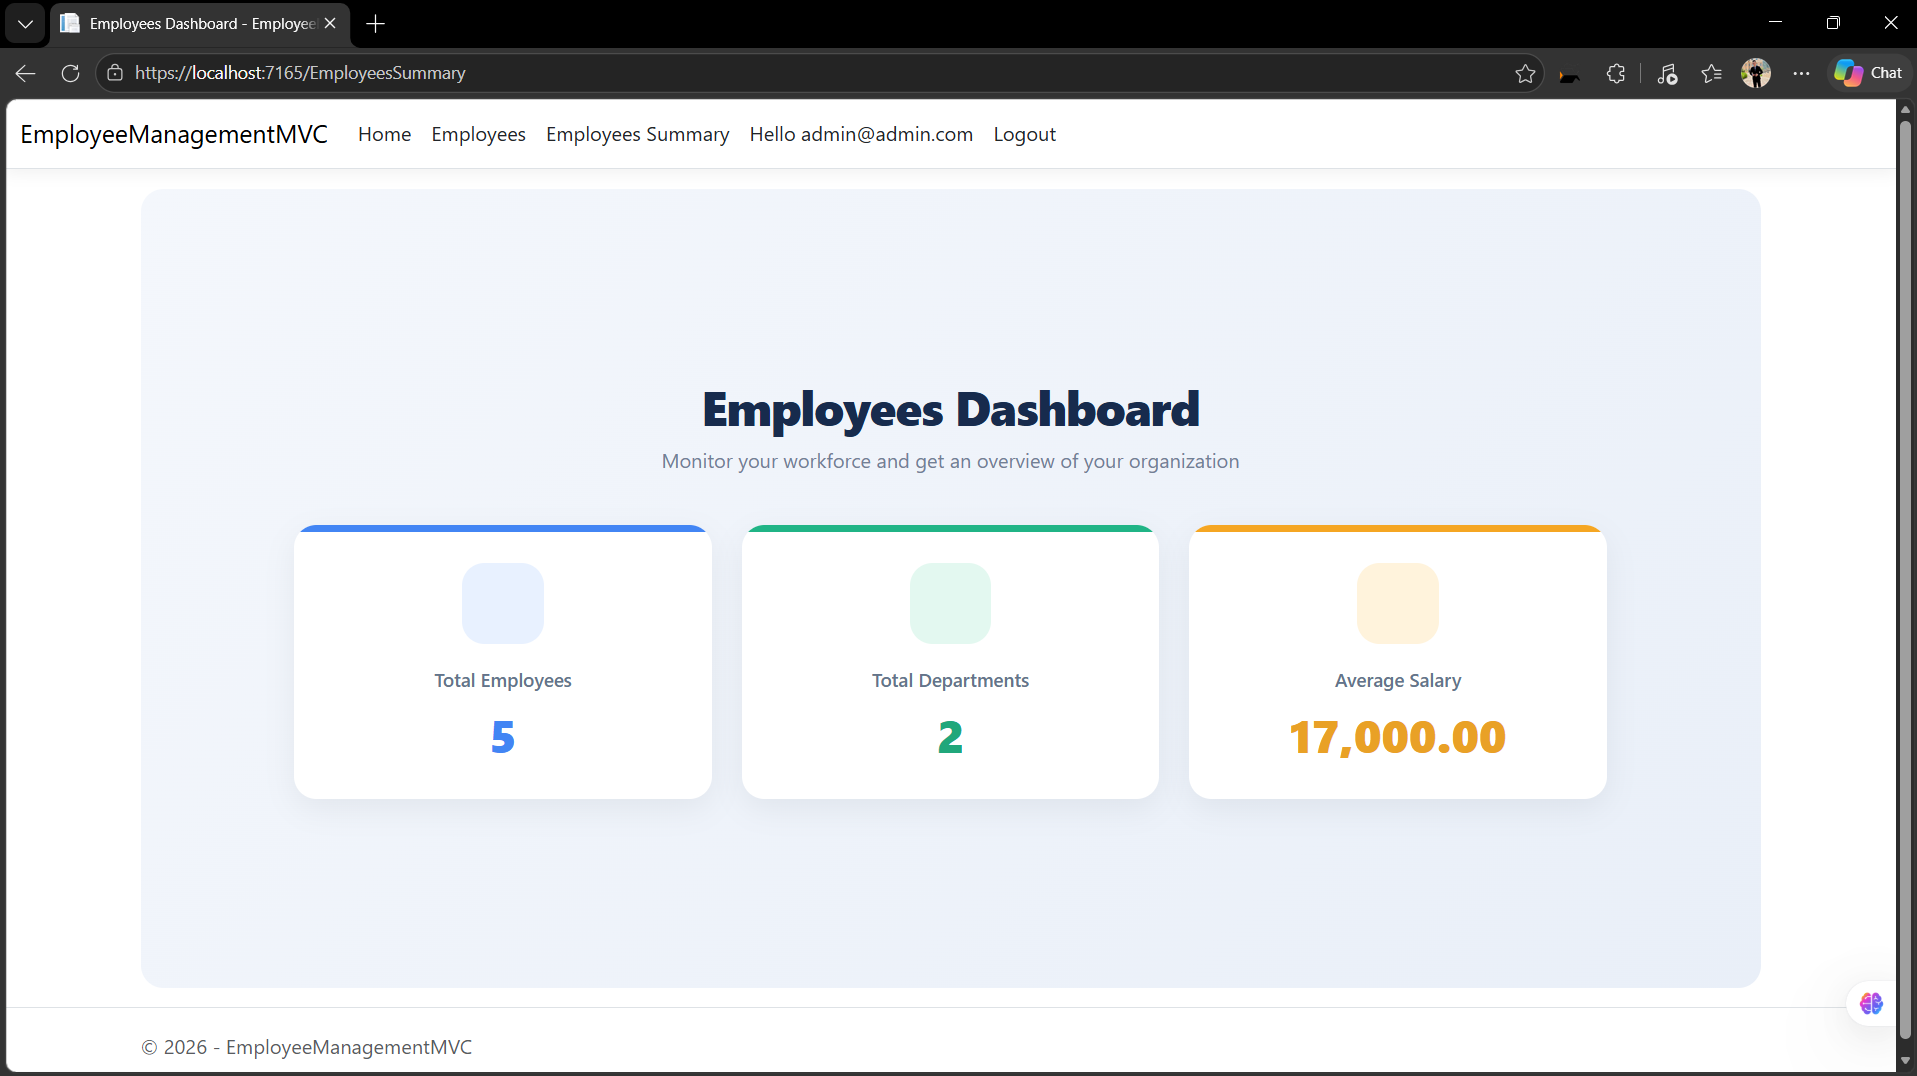 Employees Dashboard - Employee
https://localhost:7165/EmployeesSummary
Chat
EmployeeManagementMVC Home Employees Employees Summary Hello admin@admin.com Logout
Employees Dashboard
Monitor your workforce and get an overview of your organization
Total Employees
5
Total Departments
2
Average Salary
17,000.00
© 2026 - EmployeeManagementMVC